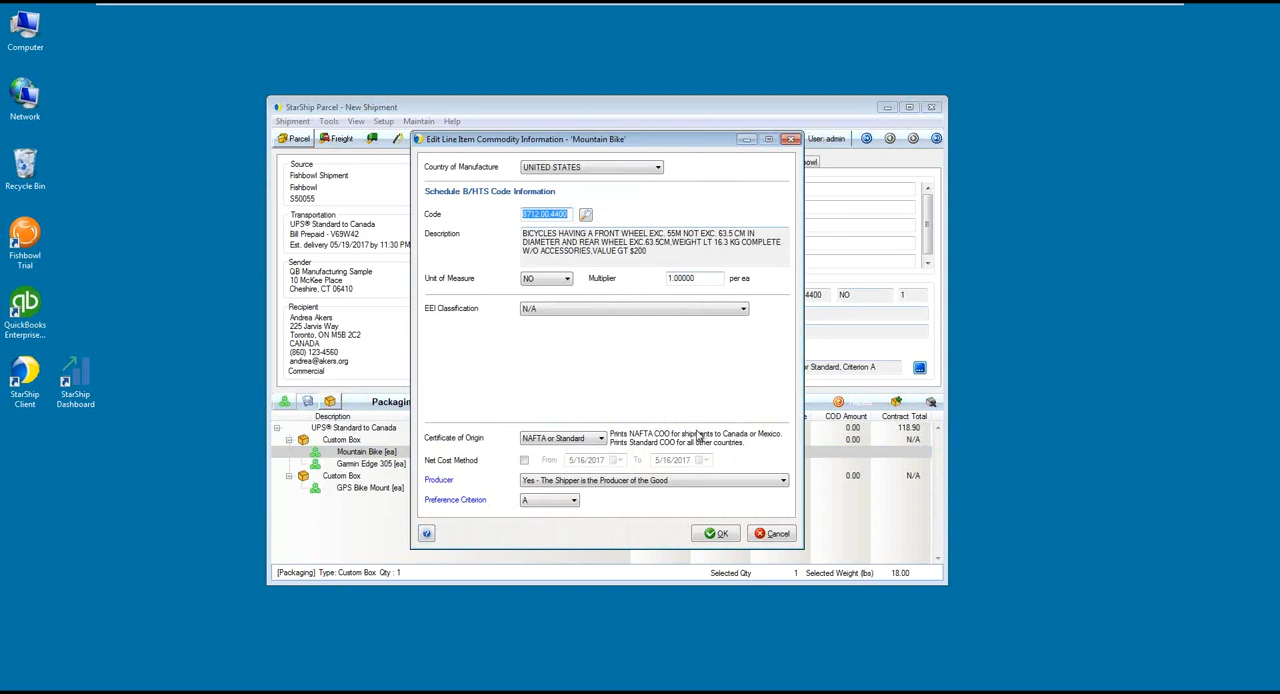 Computer
Network
Recycle Bin
Fishbowl
Trial
QuickBooks
Enterprise...
StarShip
Client
StarShip
Dashboard
StarShip Parcel - New Shipment
Shipment Tools View Setup Maintain Help
Parcel Freight
User: admin
Source
Fishbowl Shipment
Fishbowl
S50055
Transportation
UPS® Standard to Canada
Bill Prepaid - V69W42
Est. delivery 05/19/2017 by 11:30 PM
Sender
QB Manufacturing Sample
10 McKee Place
Cheshire, CT 06410
Recipient
Andrea Akers
225 Jarvis Way
Toronto, ON M5B 2C2
CANADA
(860) 123-4560
andrea@akers.org
Commercial
Edit Line Item Commodity Information - 'Mountain Bike'
Country of Manufacture UNITED STATES
Schedule B/HTS Code Information
Code 8712.00.4400
Description BICYCLES HAVING A FRONT WHEEL EXC. 55M NOT EXC. 63.5 CM IN
DIAMETER AND REAR WHEEL EXC.63.5CM,WEIGHT LT 16.3 KG COMPLETE
W/O ACCESSORIES,VALUE GT $200
Unit of Measure NO Multiplier 1.00000 per ea
EEI Classification N/A
Certificate of Origin NAFTA or Standard Prints NAFTA COO for shipments to Canada or Mexico.
Prints Standard COO for all other countries.
Net Cost Method From 5/16/2017 To 5/16/2017
Producer Yes - The Shipper is the Producer of the Good
Preference Criterion A
OK Cancel
owl
4400 NO 1
or Standard, Criterion A
Packagin
Description
UPS® Standard to Canada
Custom Box
Mountain Bike [ea]
Garmin Edge 305 [ea]
Custom Box
GPS Bike Mount [ea]
COD Amount Contract Total
0.00 118.90
0.00 N/A
0.00 N/A
[Packaging] Type: Custom Box Qty : 1 Selected Qty 1 Selected Weight (lbs) 18.00